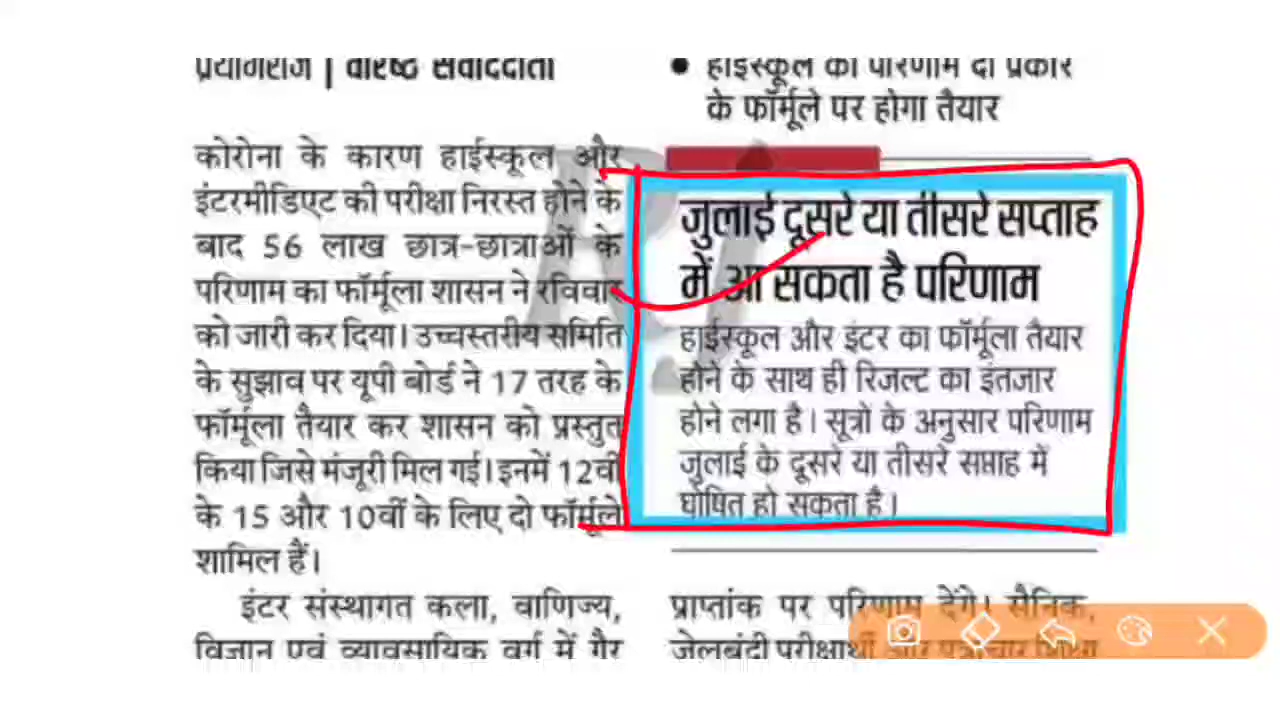 प्रयागराज | वरिष्ठ संवाददाता
कोरोना के कारण हाईस्कूल और
इंटरमीडिएट की परीक्षा निरस्त होने के
बाद 56 लाख छात्र-छात्राओं के
परिणाम का फॉर्मूला शासन ने रविवार
को जारी कर दिया। उच्चस्तरीय समिति
के सुझाव पर यूपी बोर्ड ने 17 तरह के
फॉर्मूला तैयार कर शासन को प्रस्तुत
किया जिसे मंजूरी मिल गई। इनमें 12वीं
के 15 और 10वीं के लिए दो फॉर्मूले
शामिल हैं।
इंटर संस्थागत कला, वाणिज्य,
विज्ञान एवं व्यावसायिक वर्ग में गैर
● हाईस्कूल का परिणाम दो प्रकार
के फॉर्मूले पर होगा तैयार
जुलाई दूसरे या तीसरे सप्ताह
में आ सकता है परिणाम
हाईस्कूल और इंटर का फॉर्मूला तैयार
होने के साथ ही रिजल्ट का इंतजार
होने लगा है। सूत्रों के अनुसार परिणाम
जुलाई के दूसरे या तीसरे सप्ताह में
घोषित हो सकता है।
प्राप्तांक पर परिणाम देंगे। सैनिक,
जेलबंदी परीक्षार्थी और पत्राचार शिक्षा